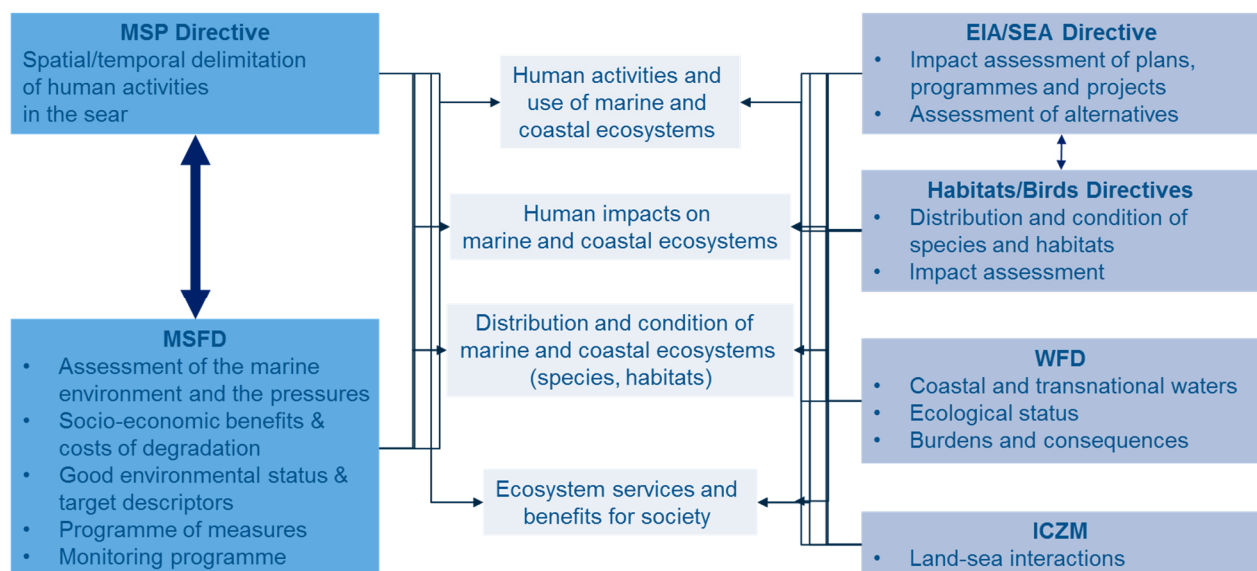 MSP Directive
Spatial/temporal delimitation
of human activities
in the sear
MSFD
• Assessment of the marine
environment and the pressures
• Socio-economic benefits &
costs of degradation
• Good environmental status &
target descriptors
• Programme of measures
• Monitoring programme
Human activities and
use of marine and
coastal ecosystems
Human impacts on
marine and coastal ecosystems
Distribution and condition of
marine and coastal ecosystems
(species, habitats)
Ecosystem services and
benefits for society
EIA/SEA Directive
• Impact assessment of plans,
programmes and projects
• Assessment of alternatives
Habitats/Birds Directives
• Distribution and condition of
species and habitats
• Impact assessment
WFD
• Coastal and transnational waters
• Ecological status
• Burdens and consequences
ICZM
• Land-sea interactions